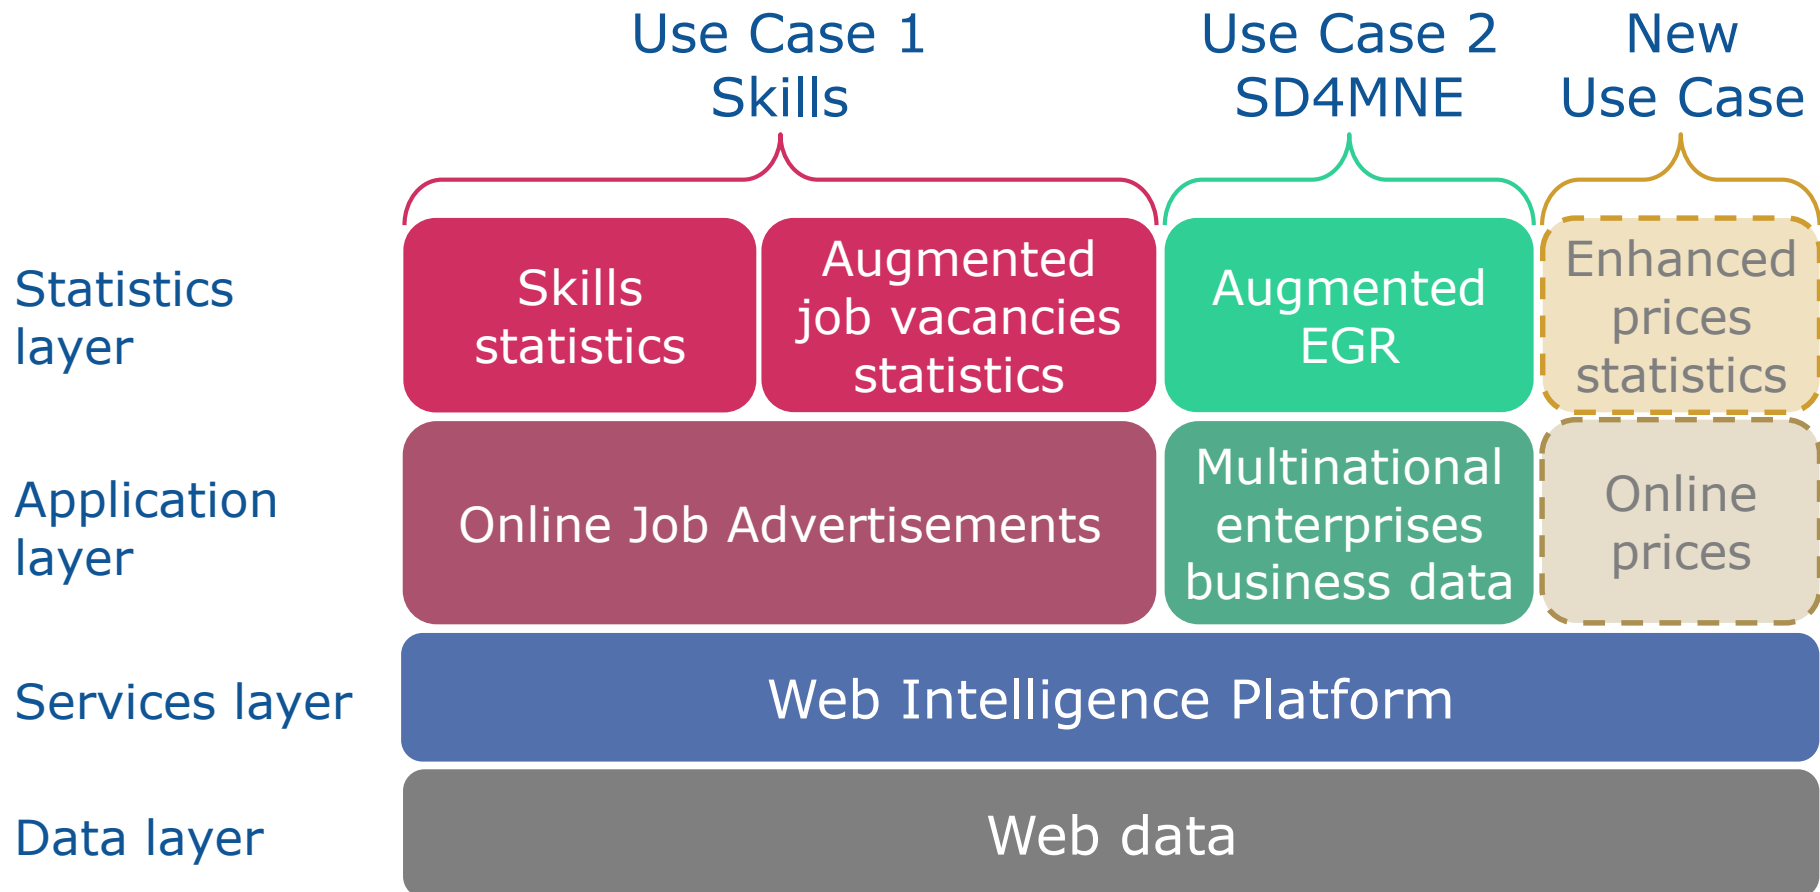 Use Case 1
Skills
Use Case 2
SD4MNE
New
Use Case
Statistics
layer
Skills
statistics
Augmented
job vacancies
statistics
Augmented
EGR
Enhanced
prices
statistics
Application
layer
Online Job Advertisements
Multinational
enterprises
business data
Online
prices
Services layer
Web Intelligence Platform
Data layer
Web data